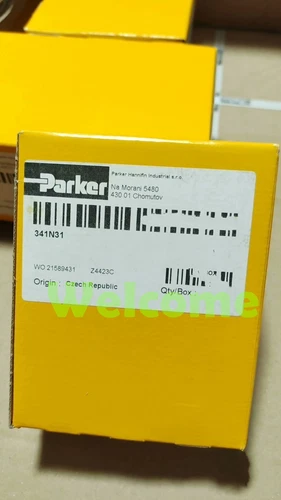 Parker
Parker Hannifin Industrial s.r.o.
Na Morani 5480
430 01 Chomutov
341N31
WO:21589431 Z4423C
Origin : Czech Republic
Qty/Box
Welcome